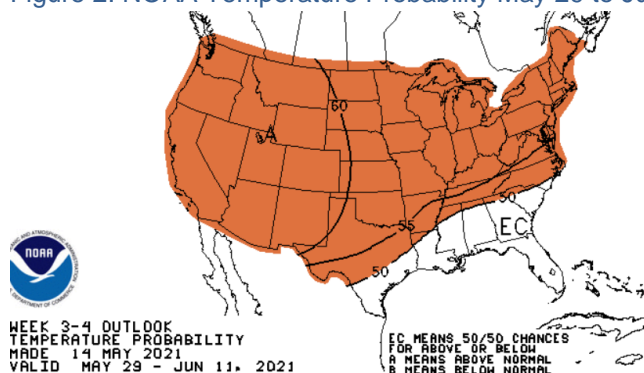 Figure 2: NOAA Temperature Probability May 29 to
60
A
50
EC
55
50
NOAA
WEEK 3-4 OUTLOOK
TEMPERATURE PROBABILITY
MADE 14 MAY 2021
VALID MAY 29 - JUN 11, 2021
EC MEANS 50/50 CHANCES
FOR ABOVE OR BELOW
A MEANS ABOVE NORMAL
B MEANS BELOW NORMAL